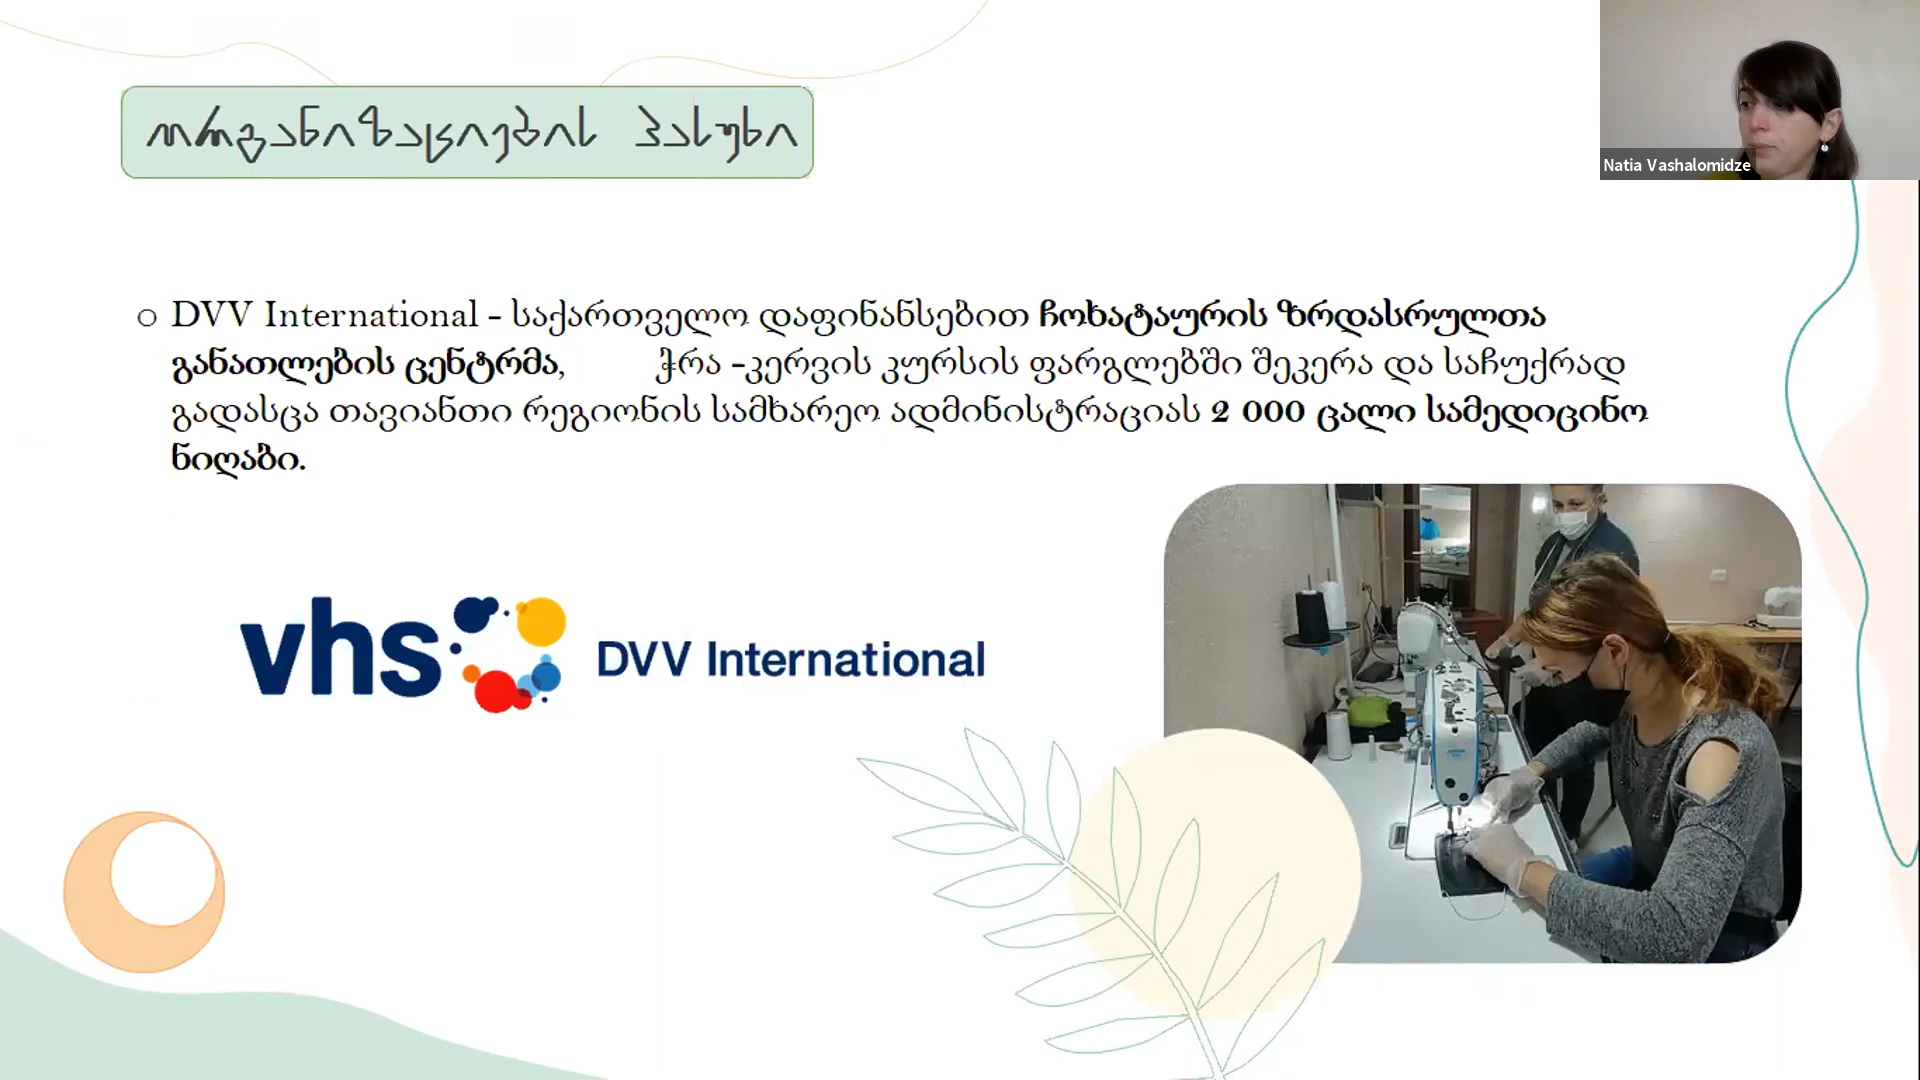 ორგანიზაციების პასუხი
Natia Vashalomidze
○ DVV International - საქართველო დაფინანსებით ჩოხატაურის ზრდასრულთა
განათლების ცენტრმა, ჭრა -კერვის კურსის ფარგლებში შეკერა და საჩუქრად
გადასცა თავიანთი რეგიონის სამხარეო ადმინისტრაციას 2 000 ცალი სამედიცინო
ნიღაბი.
vhs DVV International